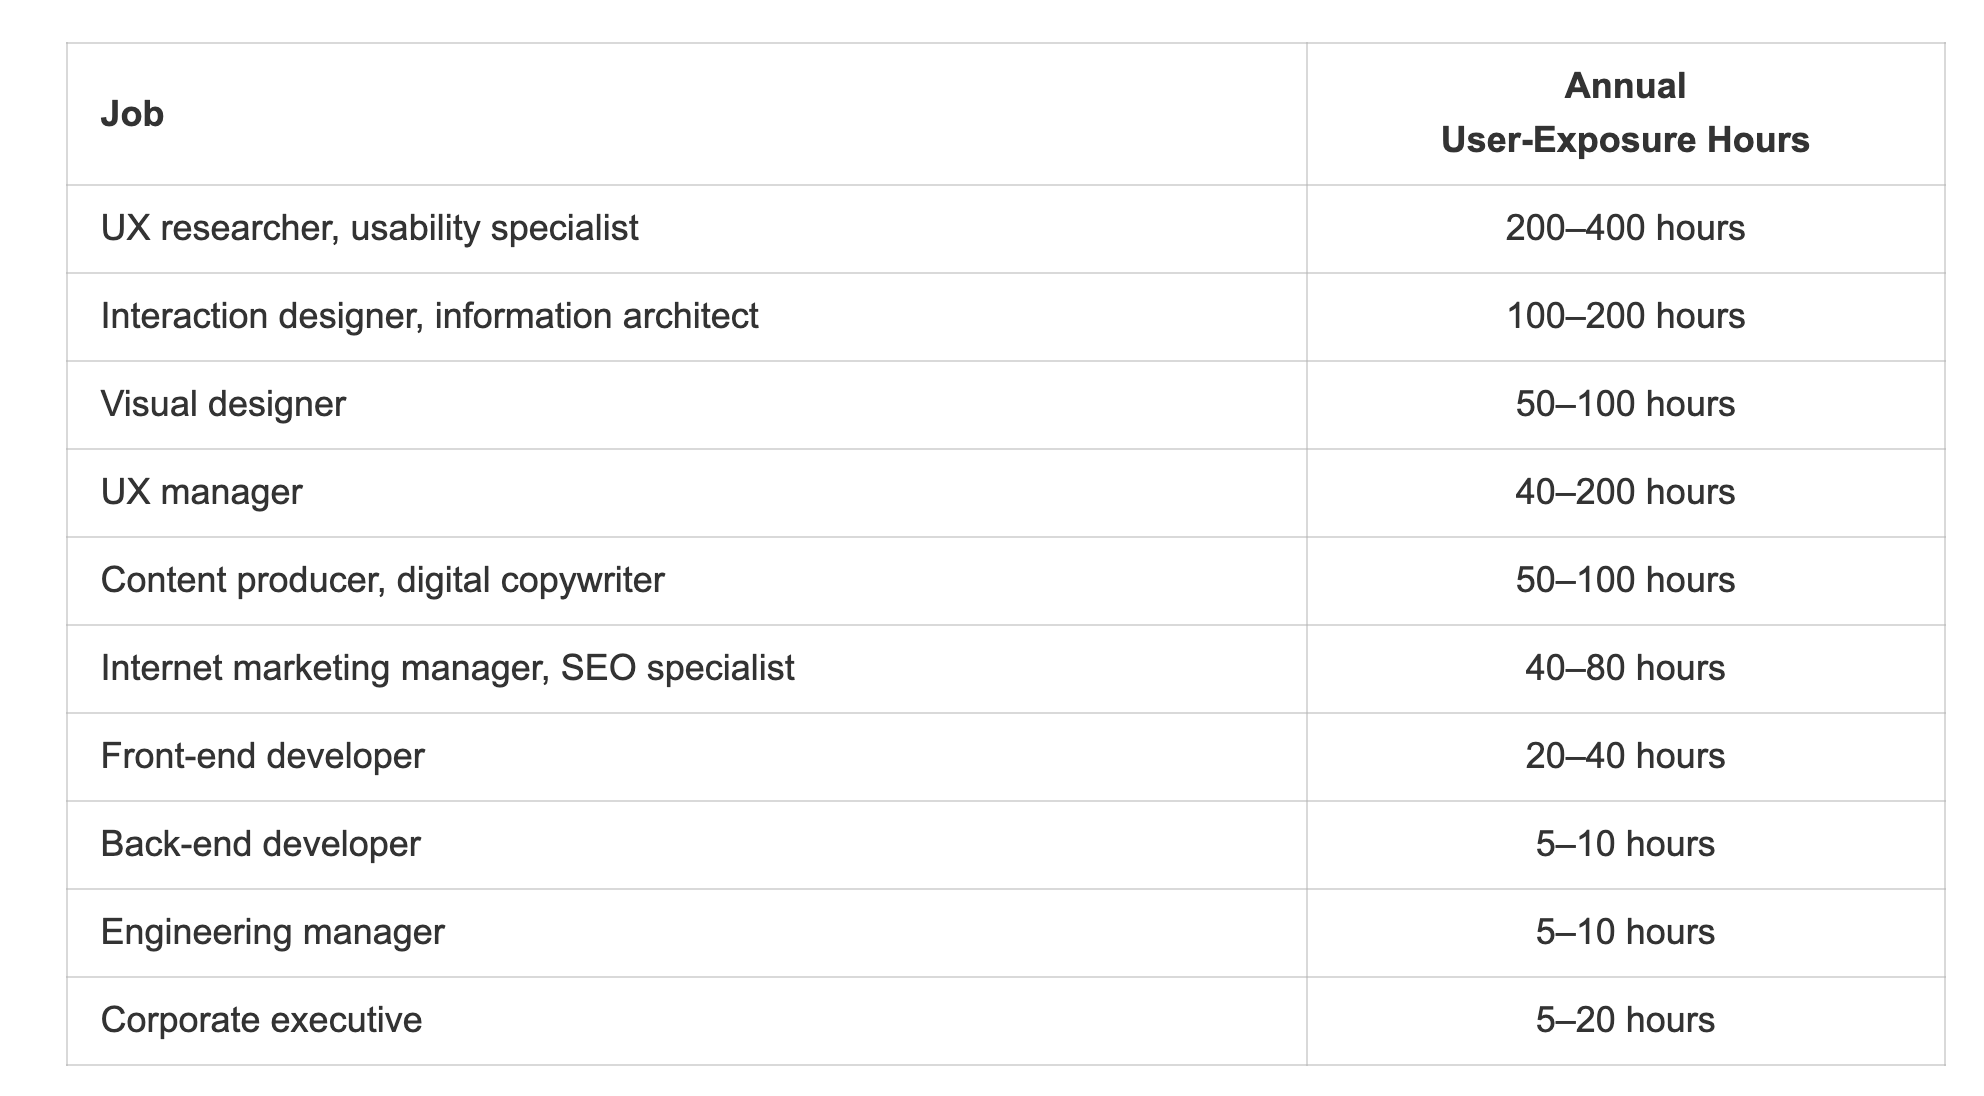 Job
Annual
User-Exposure Hours
UX researcher, usability specialist
200–400 hours
Interaction designer, information architect
100–200 hours
Visual designer
50–100 hours
UX manager
40–200 hours
Content producer, digital copywriter
50–100 hours
Internet marketing manager, SEO specialist
40–80 hours
Front-end developer
20–40 hours
Back-end developer
5–10 hours
Engineering manager
5–10 hours
Corporate executive
5–20 hours